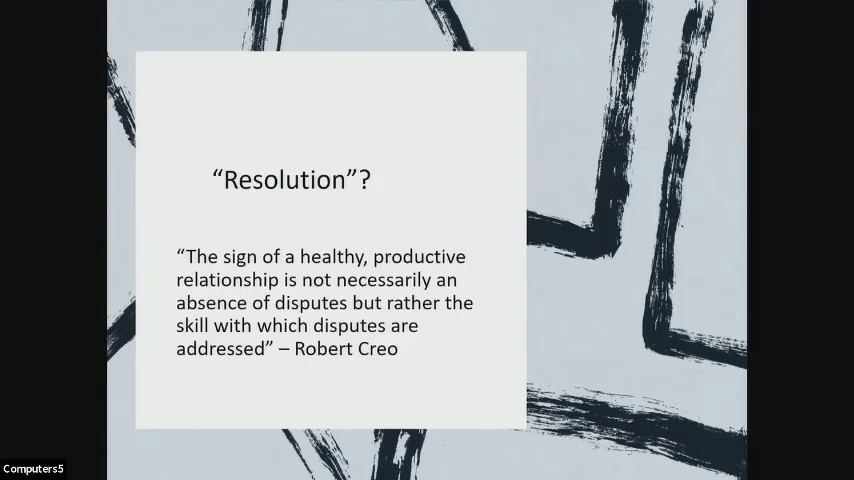 “Resolution”?
“The sign of a healthy, productive
relationship is not necessarily an
absence of disputes but rather the
skill with which disputes are
addressed” – Robert Creo
Computers5